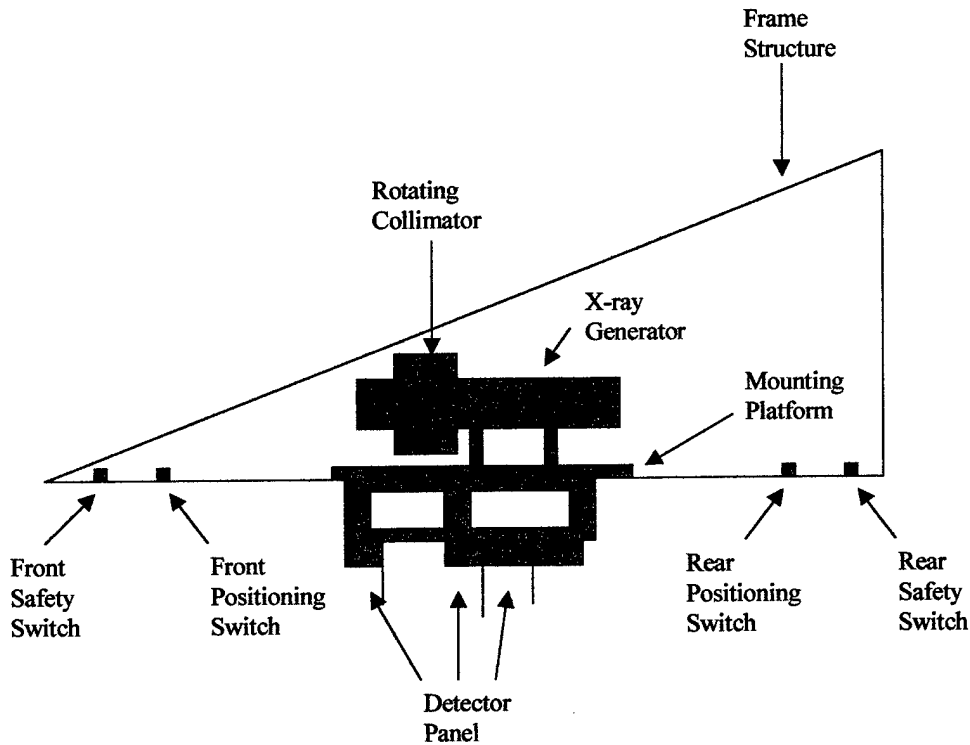 Frame
Structure
Rotating
Collimator
X-ray
Generator
Mounting
Platform
Front
Safety
Switch
Front
Positioning
Switch
Rear
Positioning
Switch
Rear
Safety
Switch
Detector
Panel